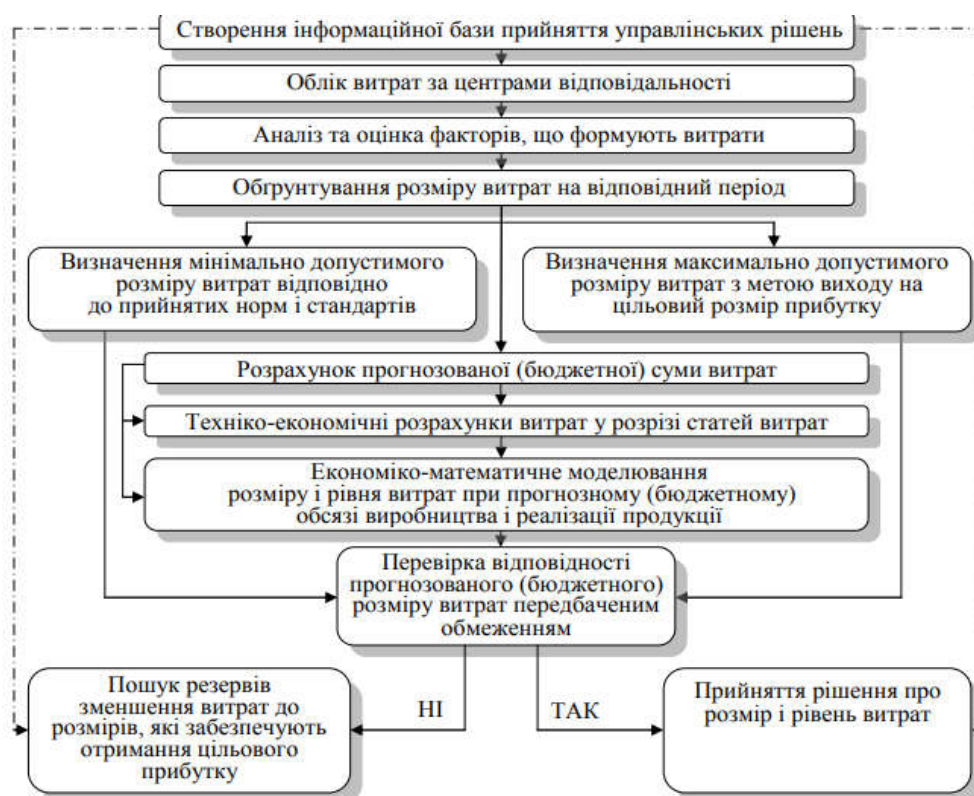 Створення інформаційної бази прийняття управлінських рішень
Облік витрат за центрами відповідальності
Аналіз та оцінка факторів, що формують витрати
Обґрунтування розміру витрат на відповідний період
Визначення мінімально допустимого
розміру витрат відповідно
до прийнятих норм і стандартів
Визначення максимально допустимого
розміру витрат з метою виходу на
цільовий розмір прибутку
Розрахунок прогнозованої (бюджетної) суми витрат
Техніко-економічні розрахунки витрат у розрізі статей витрат
Економіко-математичне моделювання
розміру і рівня витрат при прогнозному (бюджетному)
обсязі виробництва і реалізації продукції
Перевірка відповідності
прогнозованого (бюджетного)
розміру витрат передбаченим
обмеженням
Пошук резервів
зменшення витрат до
розмірів, які забезпечують
отримання цільового
прибутку
НІ
ТАК
Прийняття рішення про
розмір і рівень витрат